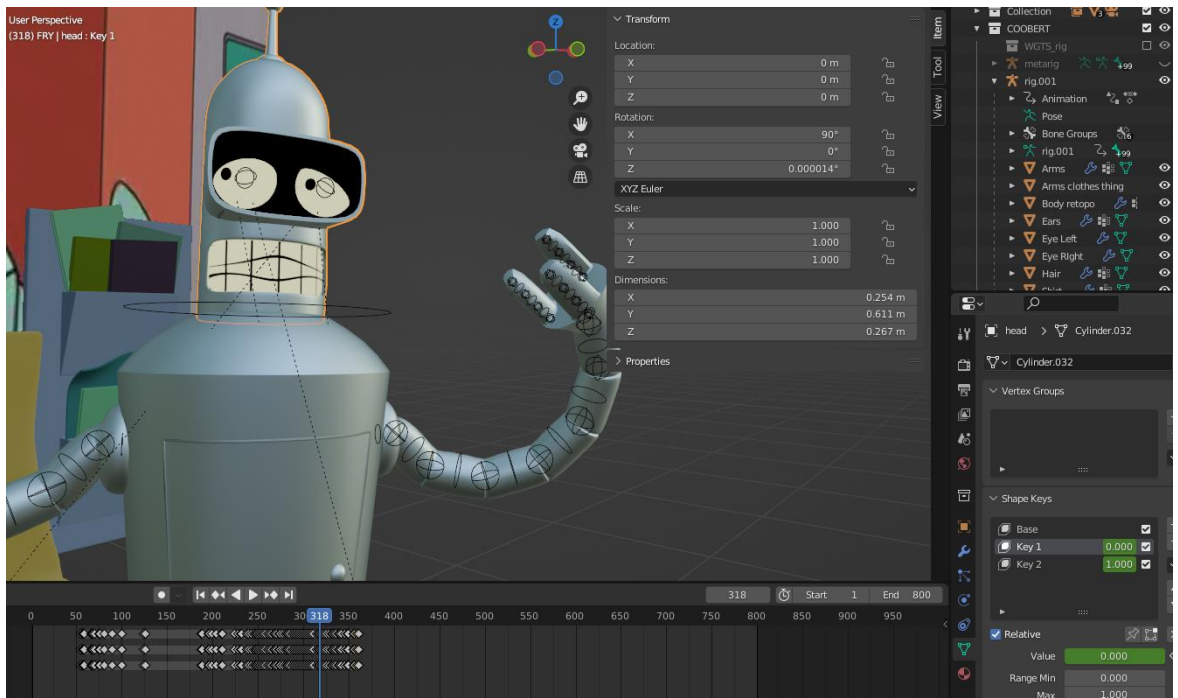 User Perspective
(318) FRY | head : Key 1
Z
Transform
Location:
X 0 m
Y 0 m
Z 0 m
Rotation:
X 90°
Y 0°
Z 0.000014°
XYZ Euler
Scale:
X 1.000
Y 1.000
Z 1.000
Dimensions:
X 0.254 m
Y 0.611 m
Z 0.267 m
Properties
Item
Tool
View
Collection 3
COOBERT
WGTS_rig
metarig +99
rig.001
Animation
Pose
Bone Groups 16
rig.001 +99
Arms
Arms clothes thing
Body retopo
Ears
Eye Left
Eye RIght
Hair
head > Cylinder.032
Cylinder.032
Vertex Groups
Shape Keys
Base
Key 1 0.000
Key 2 1.000
Relative
Value 0.000
Range Min 0.000
Max 1.000
318 Start 1 End 800
0 50 100 150 200 250 30 318 350 400 450 500 550 600 650 700 750 800 850 900 950